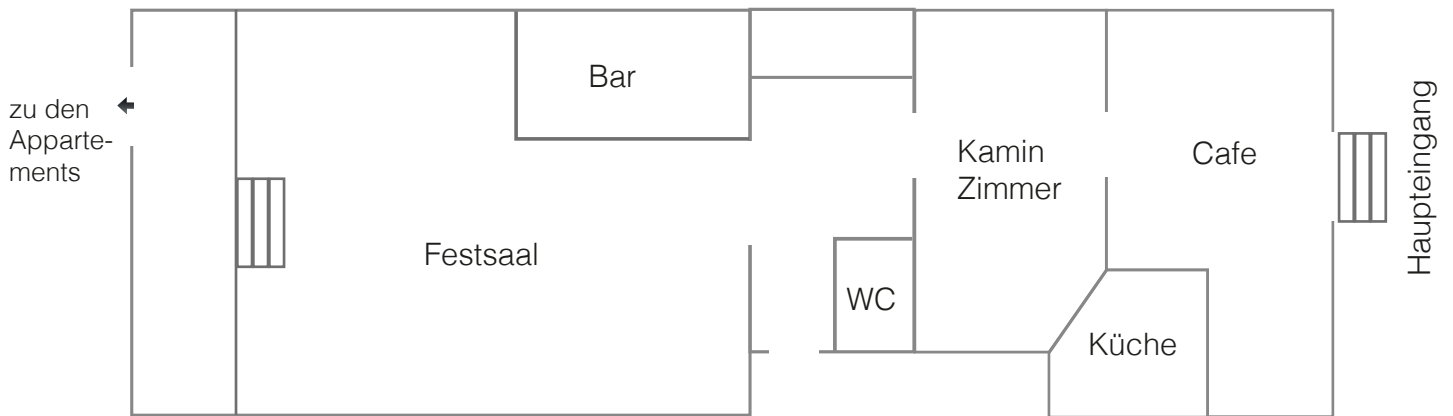 zu den
Apparte-
ments
Bar
Festsaal
WC
Kamin
Zimmer
Küche
Cafe
Haupteingang